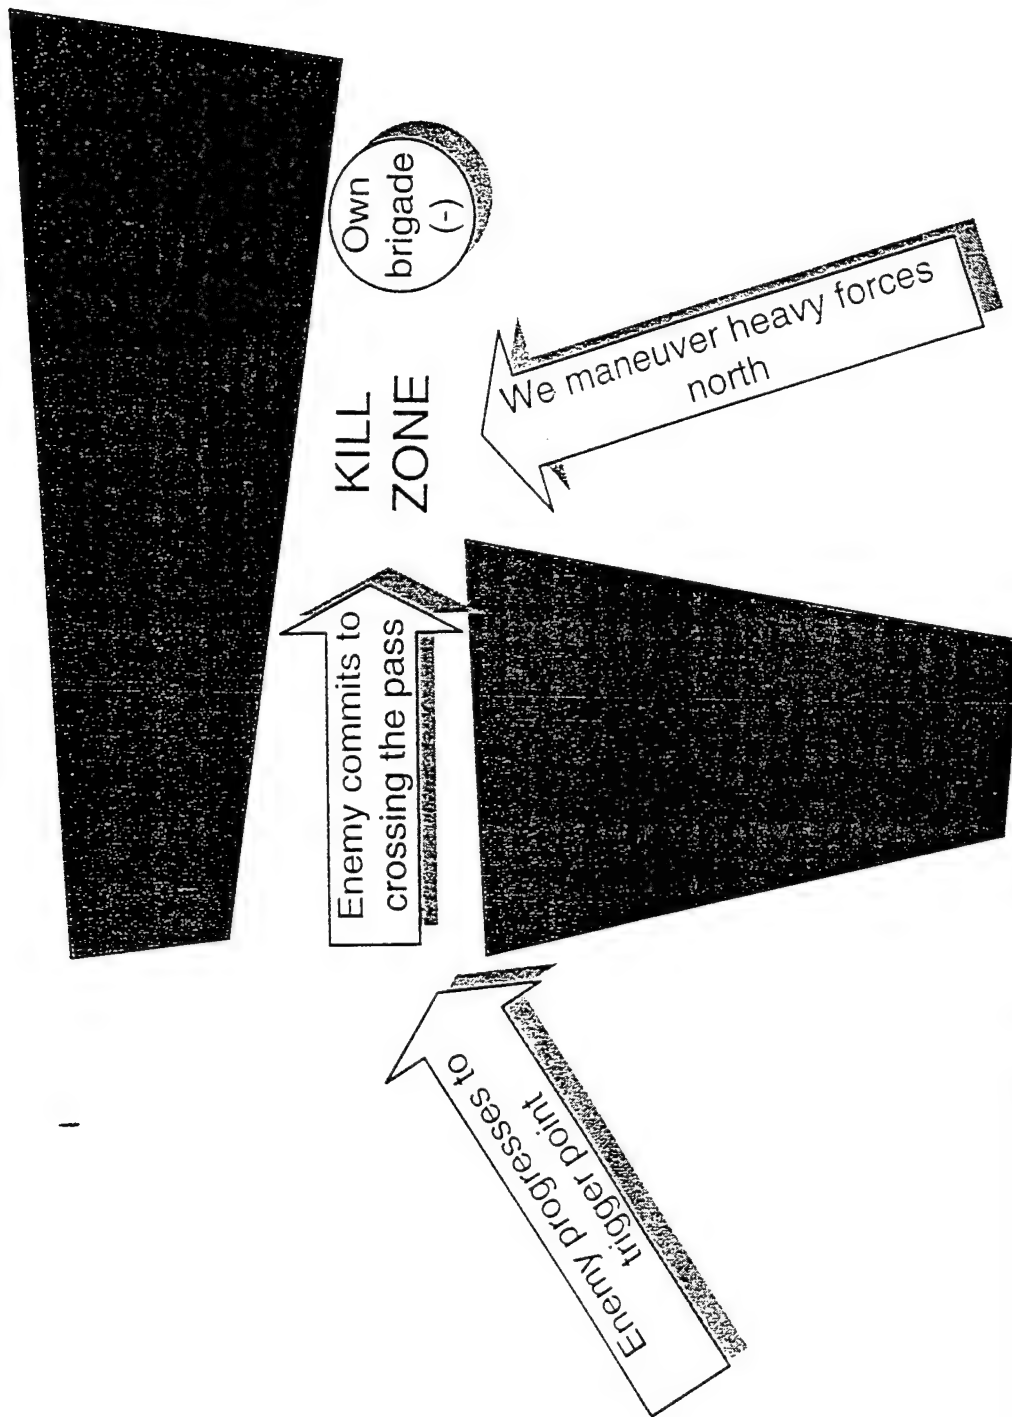 Enemy progresses to
trigger point
Enemy commits to
crossing the pass
KILL
ZONE
Own
brigade
(-)
We maneuver heavy forces
north